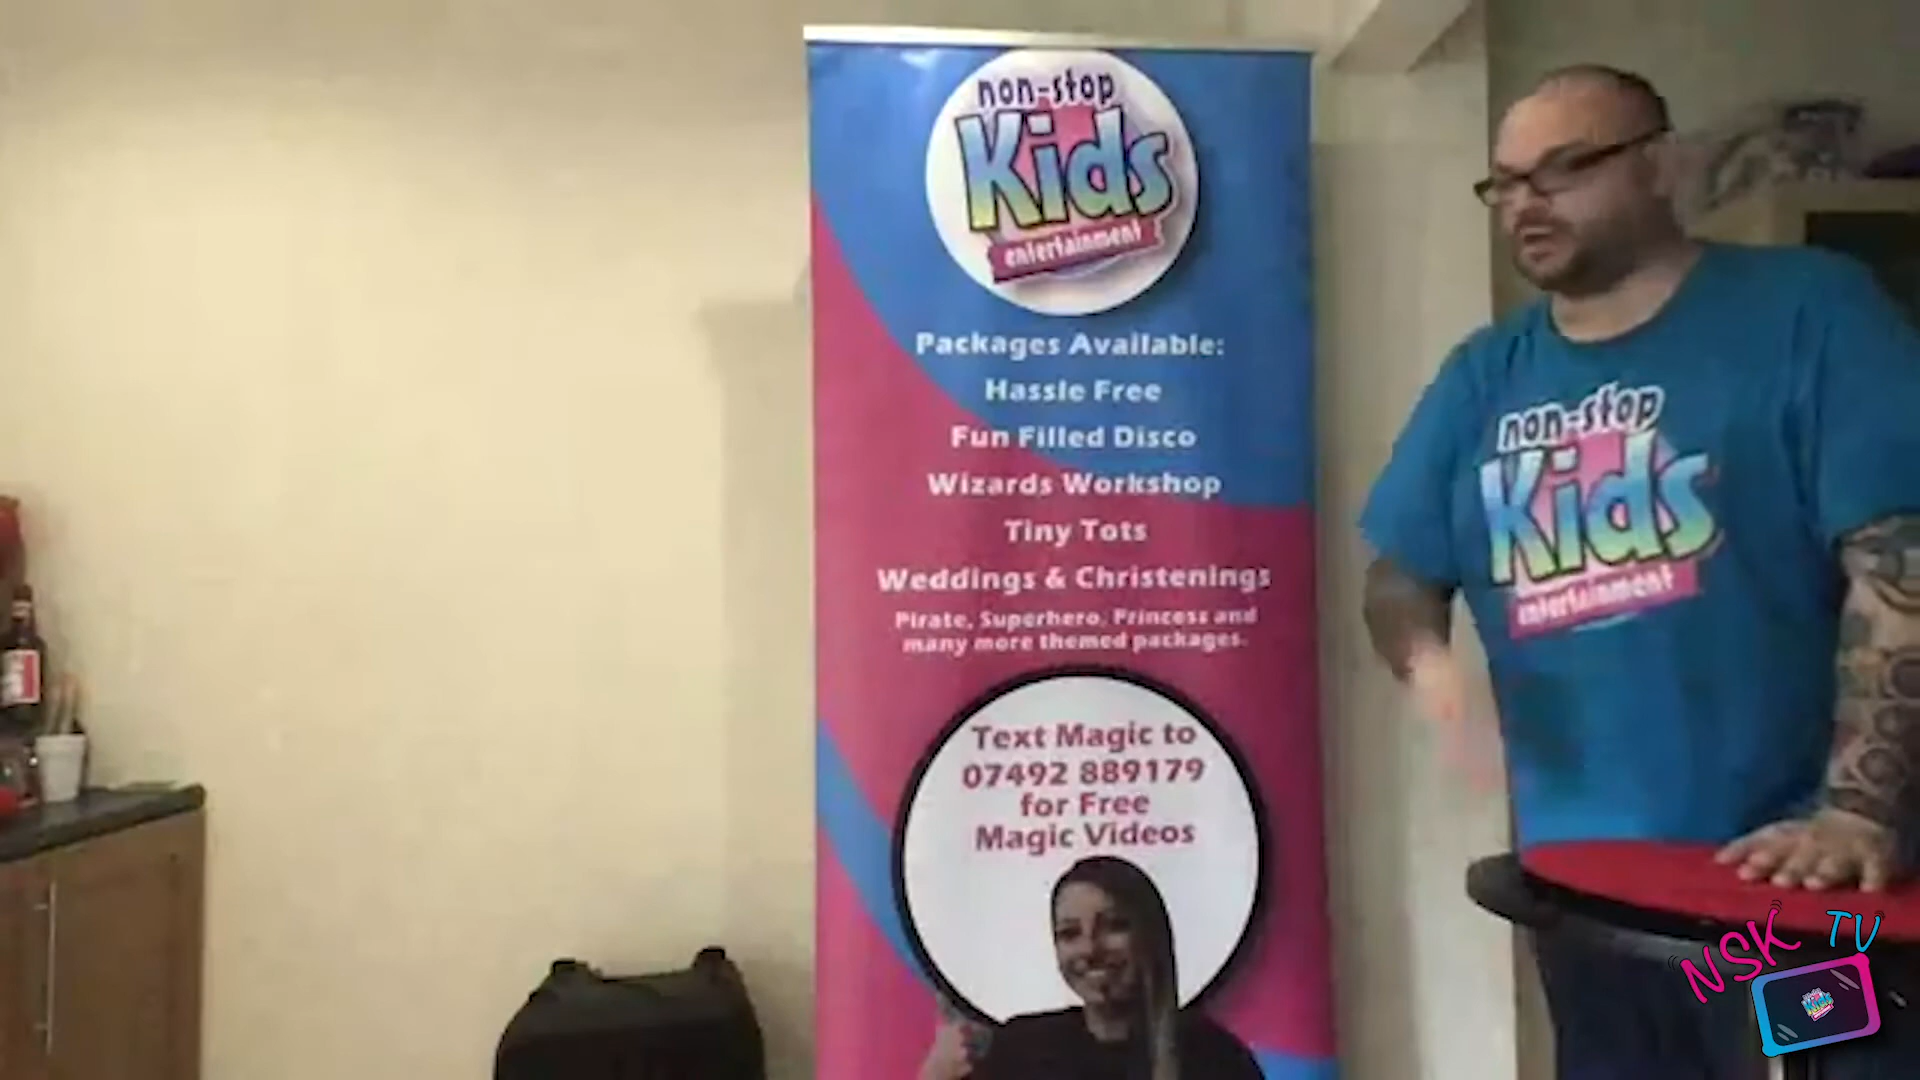 non-stop
Kids
entertainment
Packages Available:
Hassle Free
Fun Filled Disco
Wizards Workshop
Tiny Tots
Weddings & Christenings
Pirate, Superhero, Princess and
many more themed packages.
Text Magic to
07492 889179
for Free
Magic Videos
non-stop
Kids
entertainment
NSK TV
Kids